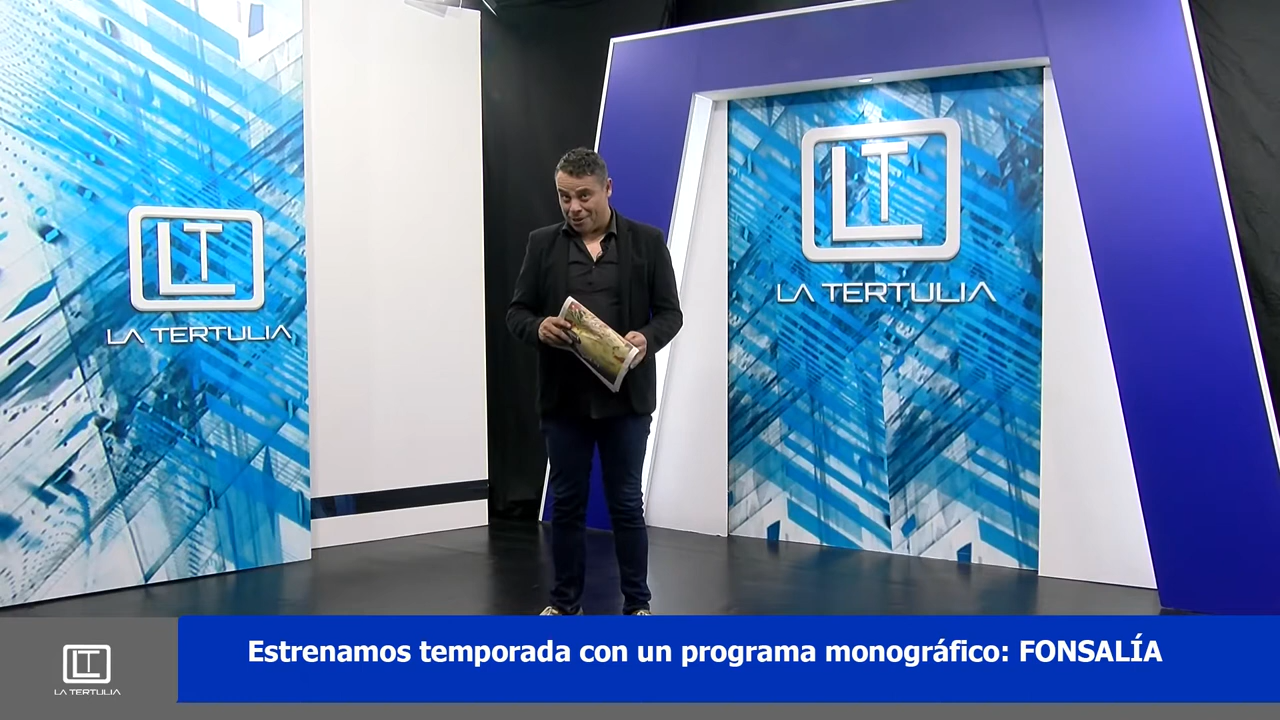 LT
LA TERTULIA
LT
LA TERTULIA
Estrenamos temporada con un programa monográfico: FONSALÍA
LT
LA TERTULIA